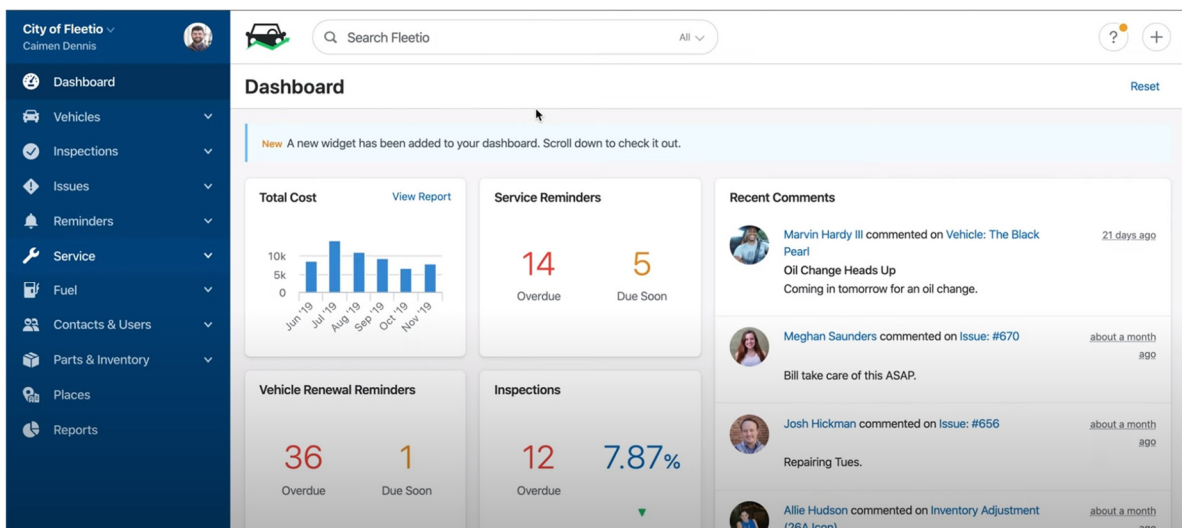 City of Fleetio
Caimen Dennis
Search Fleetio
All
?
+
Dashboard
Vehicles
Inspections
Issues
Reminders
Service
Fuel
Contacts & Users
Parts & Inventory
Places
Reports
Dashboard
Reset
New A new widget has been added to your dashboard. Scroll down to check it out.
Total Cost
View Report
10k
5k
0
Jun '19
Jul '19
Aug '19
Sep '19
Oct '19
Nov '19
Service Reminders
14
5
Overdue
Due Soon
Vehicle Renewal Reminders
36
1
Overdue
Due Soon
Inspections
12
7.87%
Overdue
Recent Comments
Marvin Hardy III commented on Vehicle: The Black
Pearl
21 days ago
Oil Change Heads Up
Coming in tomorrow for an oil change.
Meghan Saunders commented on Issue: #670
about a month
ago
Bill take care of this ASAP.
Josh Hickman commented on Issue: #656
about a month
ago
Repairing Tues.
Allie Hudson commented on Inventory Adjustment
(26A Icon)
about a month
ago